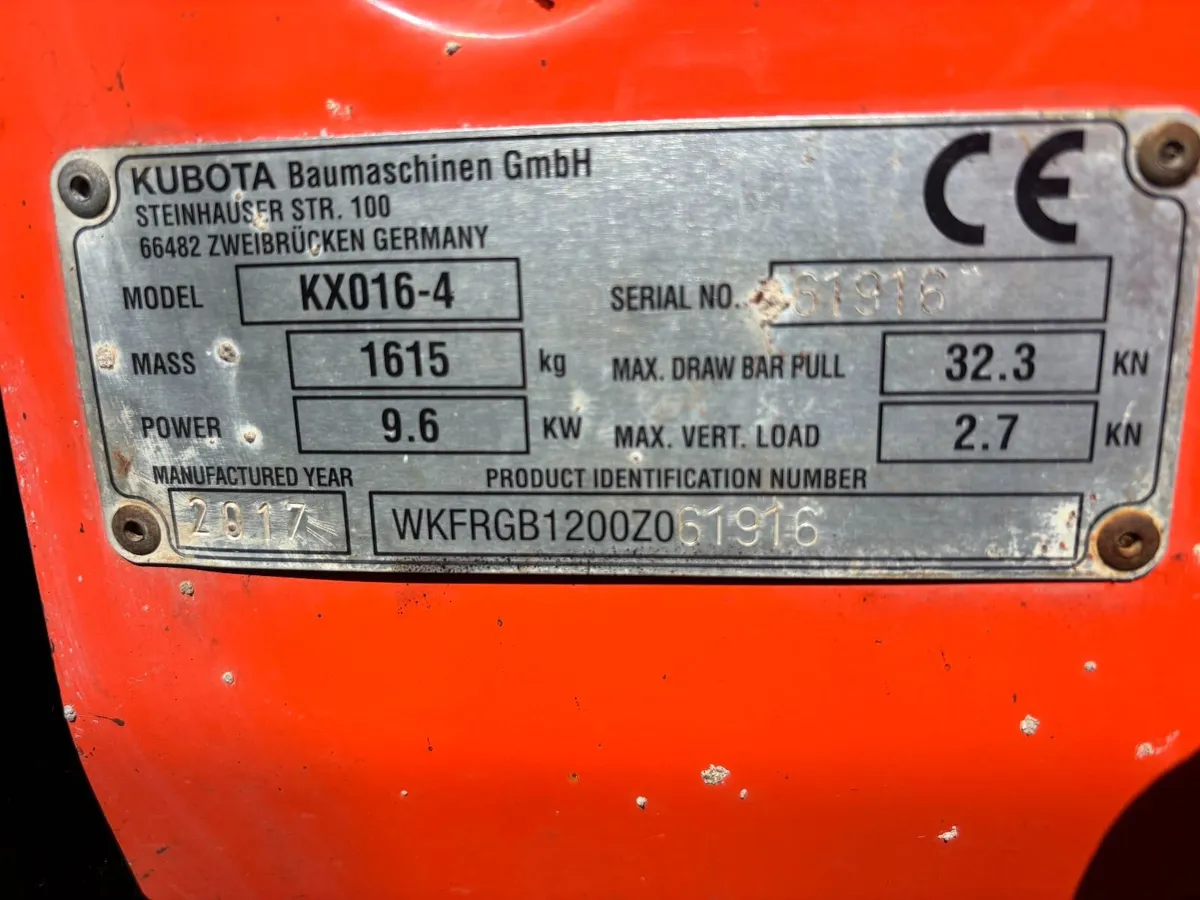 KUBOTA Baumaschinen GmbH
STEINHAUSER STR. 100
66482 ZWEIBRÜCKEN GERMANY
CE
MODEL KX016-4 SERIAL NO. 61916
MASS 1615 kg MAX. DRAW BAR PULL 32.3 KN
POWER 9.6 KW MAX. VERT. LOAD 2.7 KN
MANUFACTURED YEAR PRODUCT IDENTIFICATION NUMBER
2017 WKFRGB1200Z061916